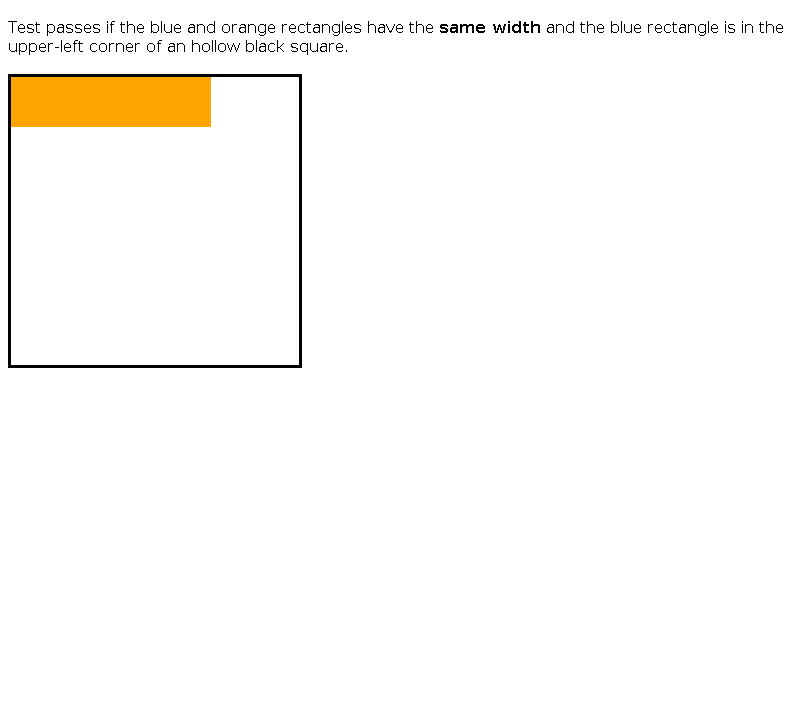 Test passes if the blue and orange rectangles have the same width and the blue rectangle is in the
upper-left corner of an hollow black square.